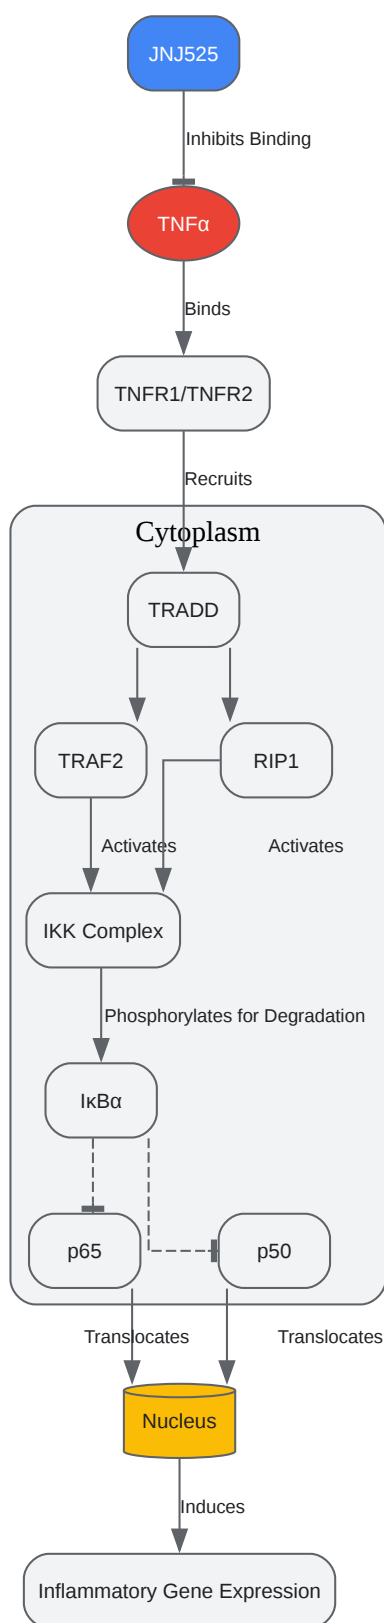 JNJ525
Inhibits Binding
TNFα
Binds
TNFR1/TNFR2
Recruits
Cytoplasm
TRADD
TRAF2
RIP1
Activates
Activates
IKK Complex
Phosphorylates for Degradation
IκBα
p65
p50
Translocates
Translocates
Nucleus
Induces
Inflammatory Gene Expression